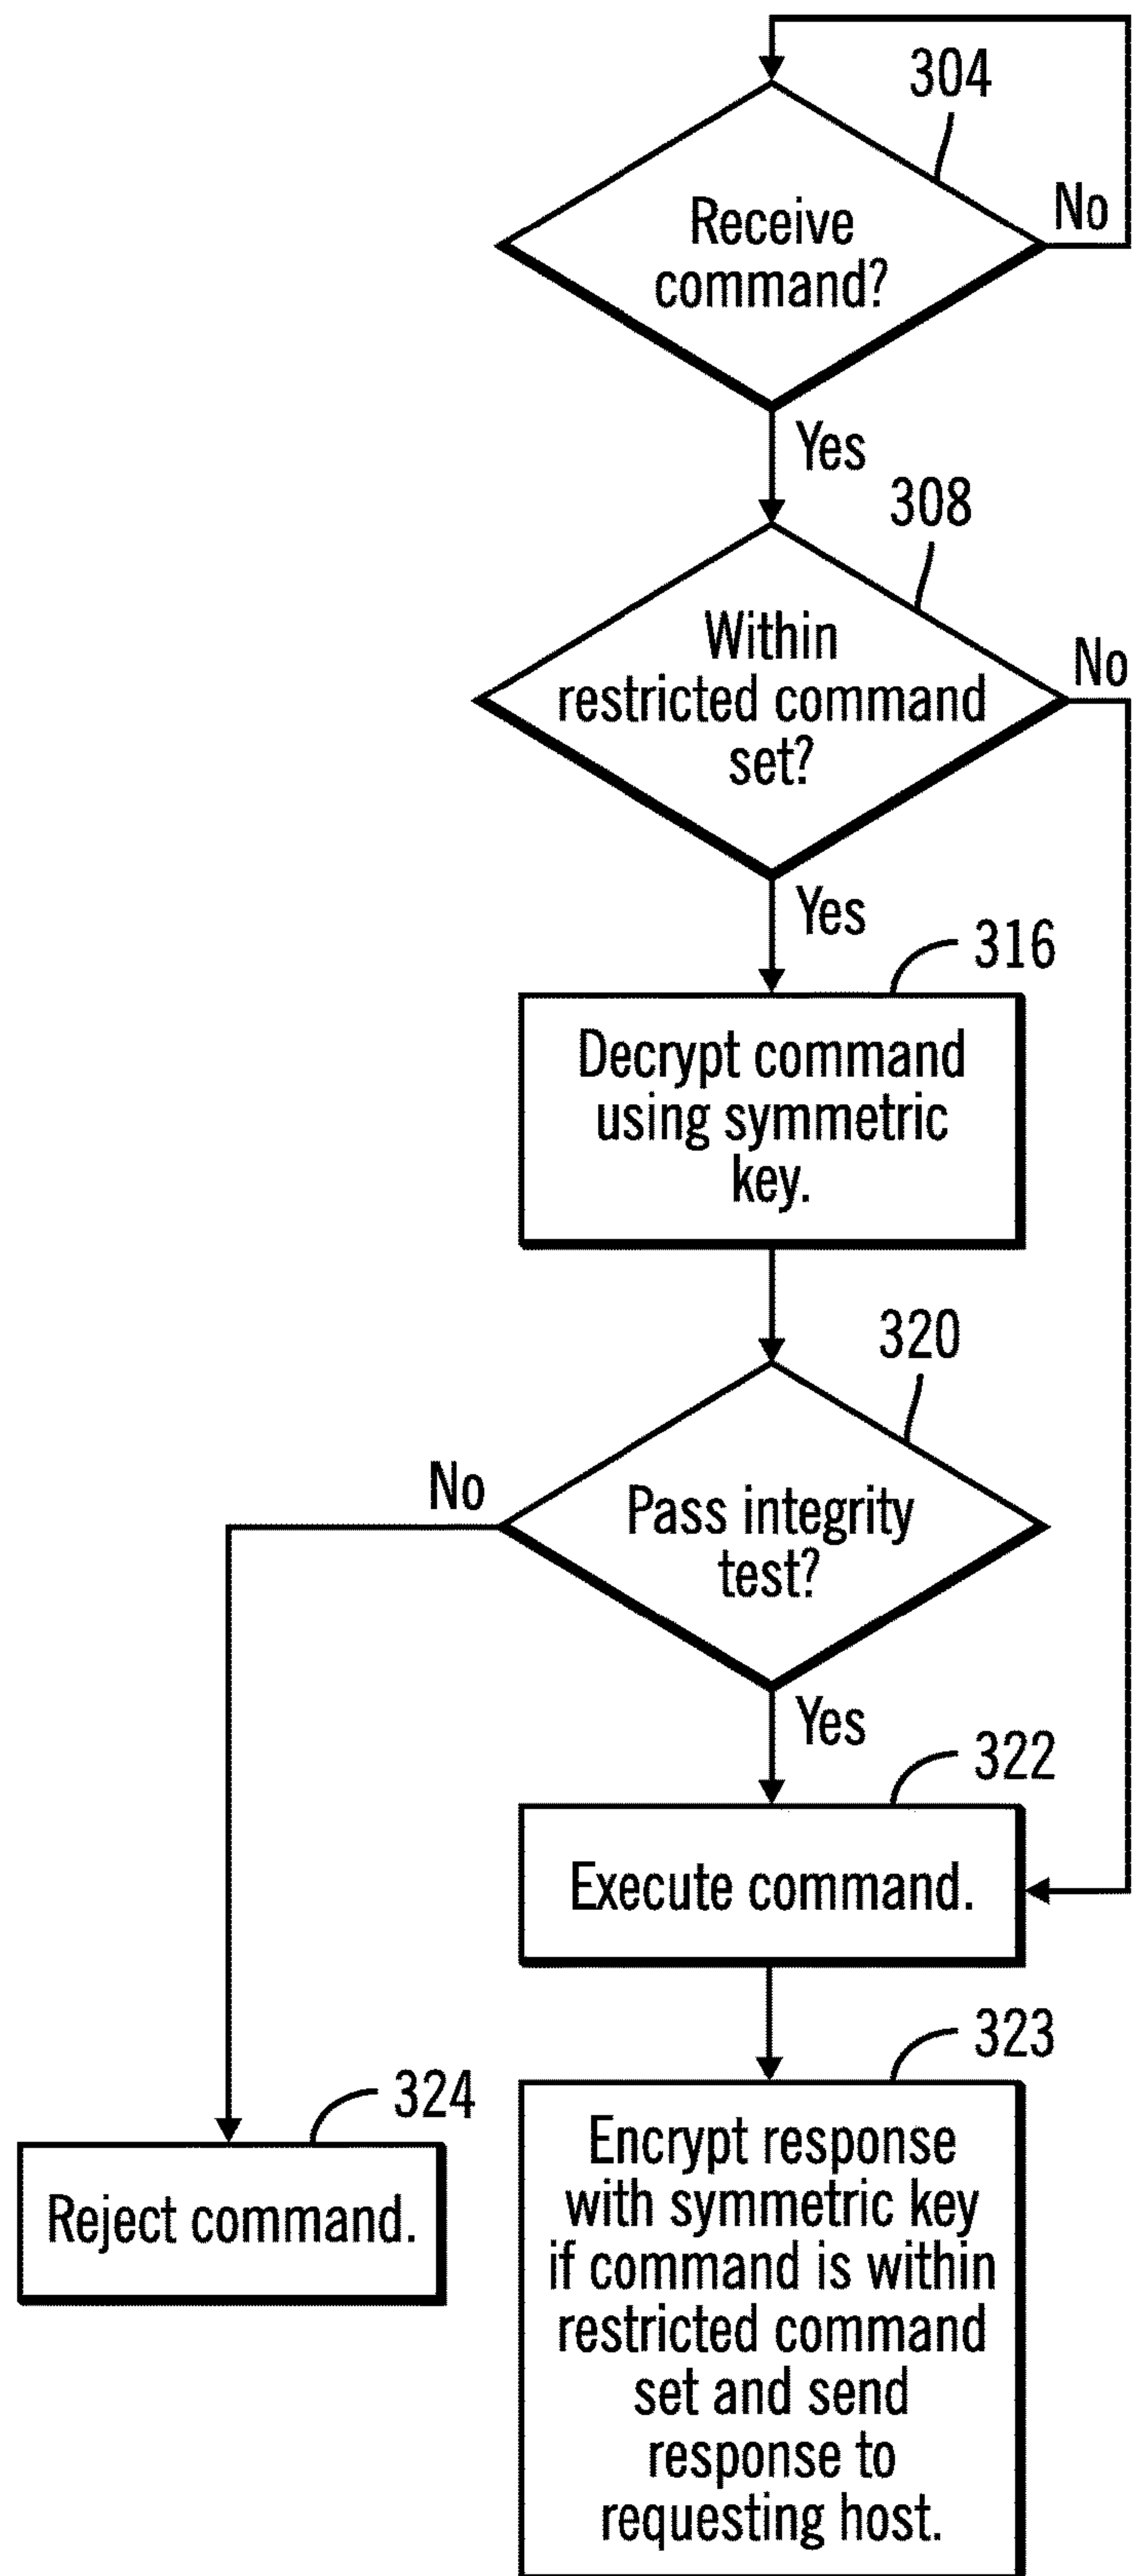 304
Receive
command?
No
Yes
308
Within
restricted command
set?
No
Yes
316
Decrypt command
using symmetric
key.
320
No
Pass integrity
test?
Yes
322
Execute command.
323
324
Reject command.
Encrypt response
with symmetric key
if command is within
restricted command
set and send
response to
requesting host.